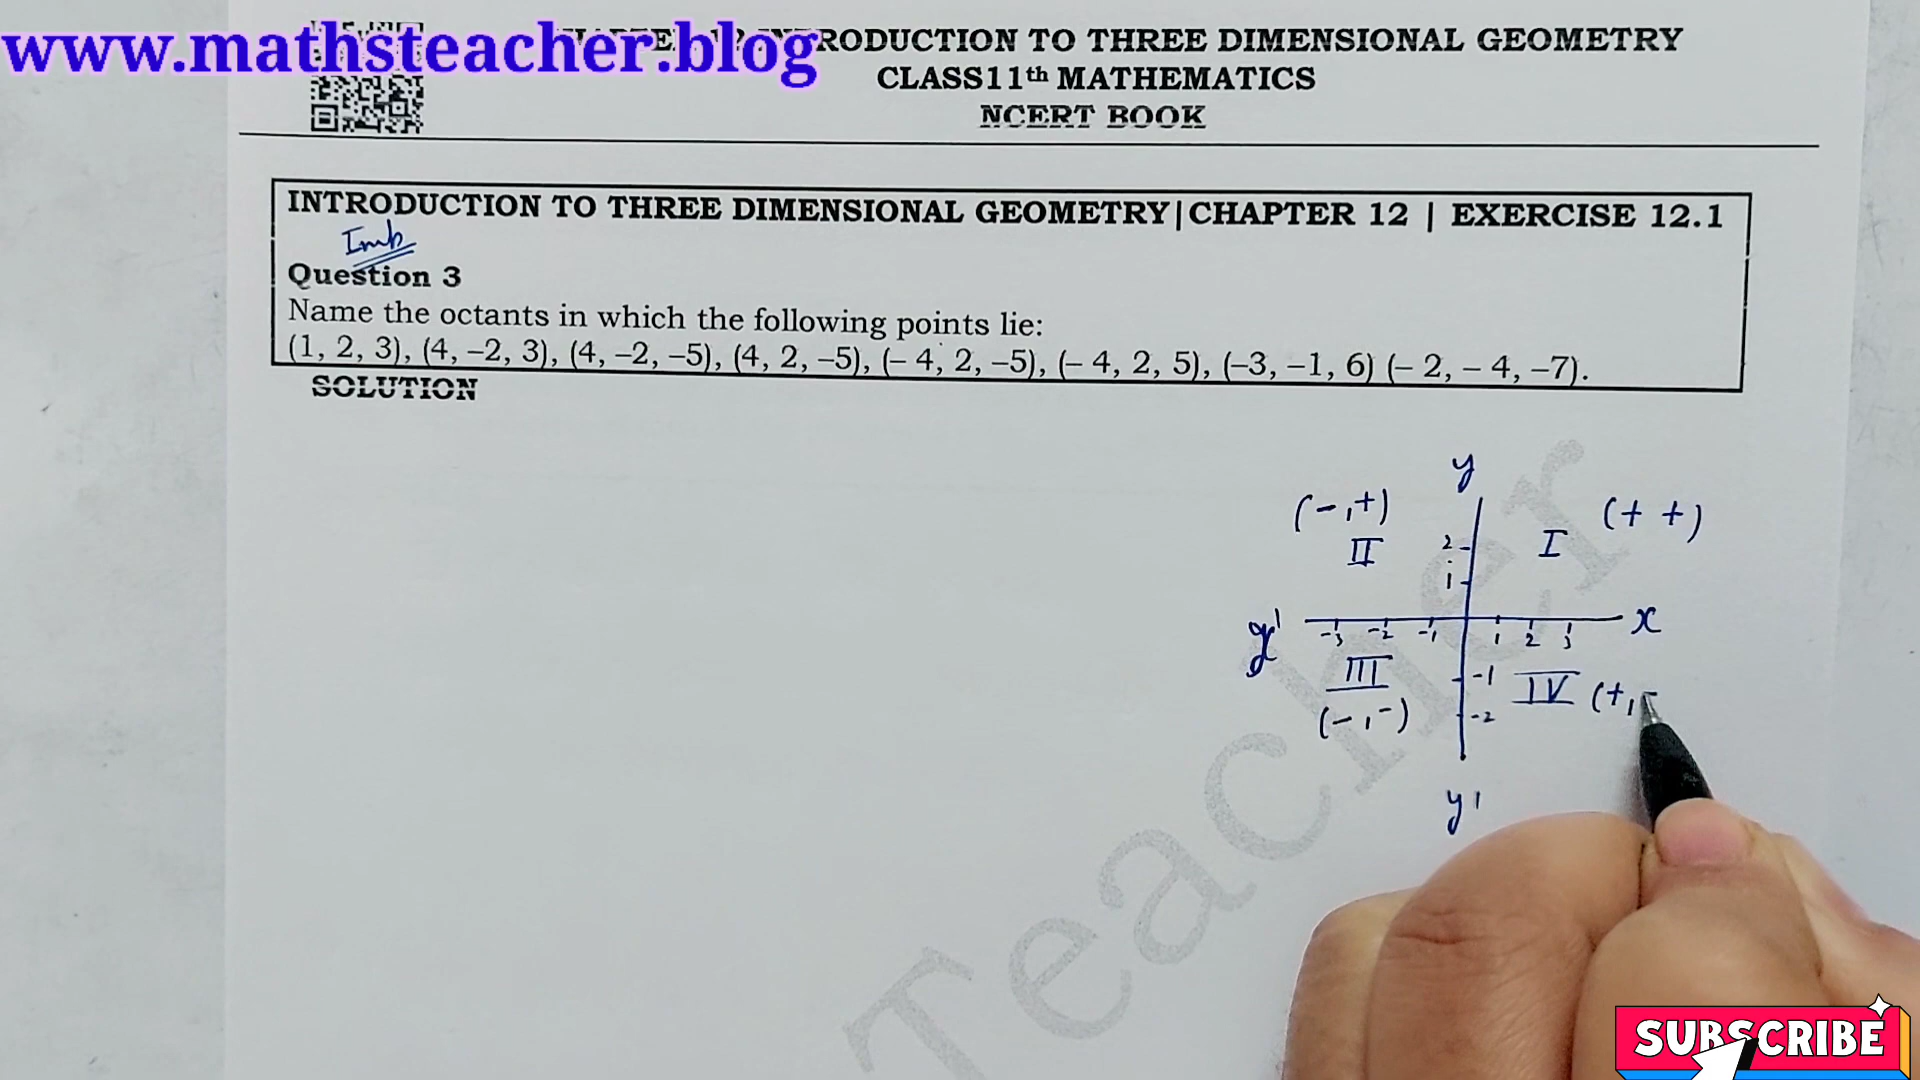 www.mathsteacher.blog
RODUCTION TO THREE DIMENSIONAL GEOMETRY
CLASS11th MATHEMATICS
NCERT BOOK
INTRODUCTION TO THREE DIMENSIONAL GEOMETRY|CHAPTER 12 | EXERCISE 12.1
Imp
Question 3
Name the octants in which the following points lie:
(1, 2, 3), (4, –2, 3), (4, –2, –5), (4, 2, –5), (– 4, 2, –5), (– 4, 2, 5), (–3, –1, 6) (– 2, – 4, –7).
SOLUTION
y
(-,+) (+ +)
II 2 I
1
x
-3 -2 -1 1 2 3
III -1 IV (+,-
(-,-) -2
y'
Teacher
SUBSCRIBE